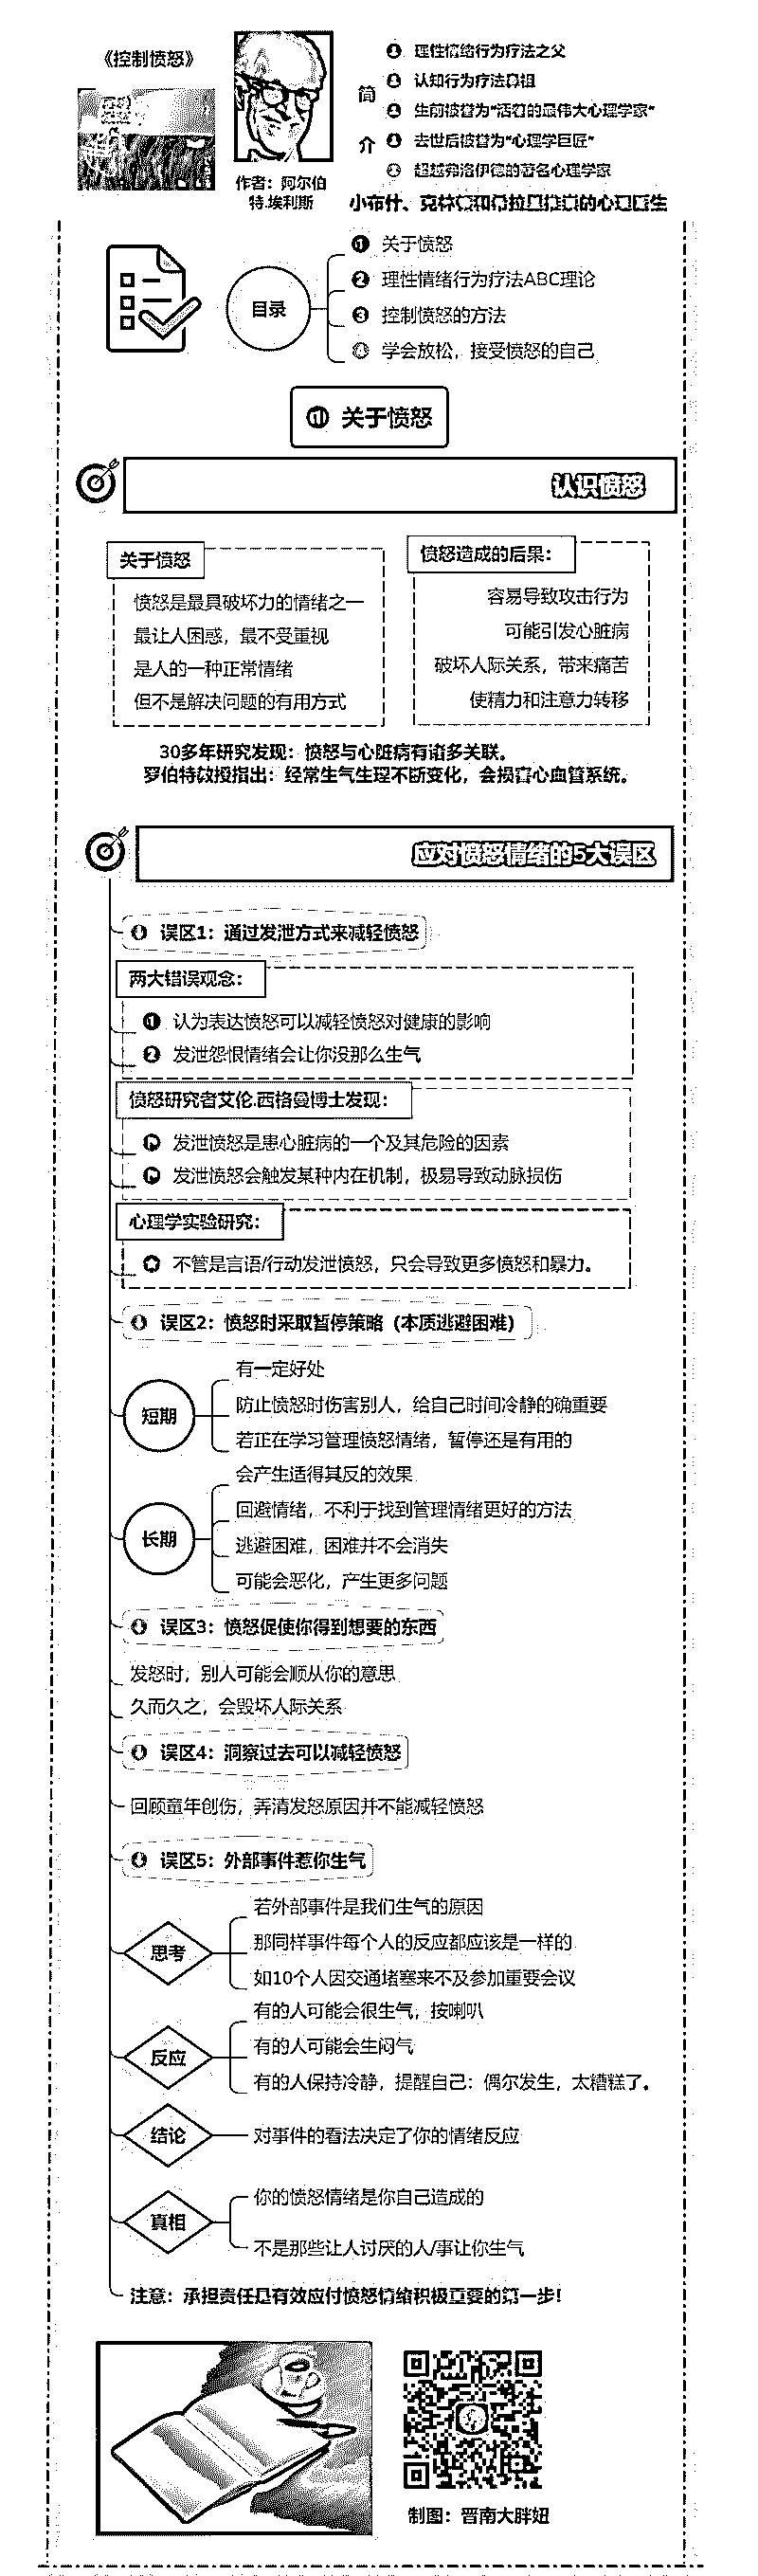 《控制愤怒》
作者：阿尔伯
特.埃利斯
简
介
理性情绪行为疗法之父
认知行为疗法鼻祖
生前被誉为“活着的最伟大心理学家”
去世后被誉为“心理学巨匠”
超越弗洛伊德的著名心理学家
小布什、克林顿和戴安娜的心理医生
目录
1 关于愤怒
2 理性情绪行为疗法ABC理论
3 控制愤怒的方法
4 学会放松，接受愤怒的自己
1 关于愤怒
认识愤怒
关于愤怒
愤怒是最具破坏力的情绪之一
最让人困惑，最不受重视
是人的一种正常情绪
但不是解决问题的有用方式
愤怒造成的后果：
容易导致攻击行为
可能引发心脏病
破坏人际关系，带来痛苦
使精力和注意力转移
30多年研究发现：愤怒与心脏病有诸多关联。
罗伯特教授指出：经常生气生理不断变化，会损害心血管系统。
应对愤怒情绪的5大误区
误区1：通过发泄方式来减轻愤怒
两大错误观念：
1 认为表达愤怒可以减轻愤怒对健康的影响
2 发泄怨恨情绪会让你没那么生气
愤怒研究者艾伦.西格曼博士发现：
发泄愤怒是患心脏病的一个及其危险的因素
发泄愤怒会触发某种内在机制，极易导致动脉损伤
心理学实验研究：
不管是言语/行动发泄愤怒，只会导致更多愤怒和暴力。
误区2：愤怒时采取暂停策略（本质逃避困难）
短期
有一定好处
防止愤怒时伤害别人，给自己时间冷静的确重要
若正在学习管理愤怒情绪，暂停还是有用的
长期
会产生适得其反的效果
回避情绪，不利于找到管理情绪更好的方法
逃避困难，困难并不会消失
可能会恶化，产生更多问题
误区3：愤怒促使你得到想要的东西
发怒时，别人可能会顺从你的意思
久而久之，会毁坏人际关系
误区4：洞察过去可以减轻愤怒
回顾童年创伤，弄清发怒原因并不能减轻愤怒
误区5：外部事件惹你生气
思考
若外部事件是我们生气的原因
那同样事件每个人的反应都应该是一样的
如10个人因交通堵塞来不及参加重要会议
反应
有的人可能会很生气，按喇叭
有的人可能会生闷气
有的人保持冷静，提醒自己：偶尔发生，太糟糕了。
结论
对事件的看法决定了你的情绪反应
真相
你的愤怒情绪是你自己造成的
不是那些让人讨厌的人/事让你生气
注意：承担责任是有效应付愤怒情绪积极重要的第一步！
制图：晋南大胖妞